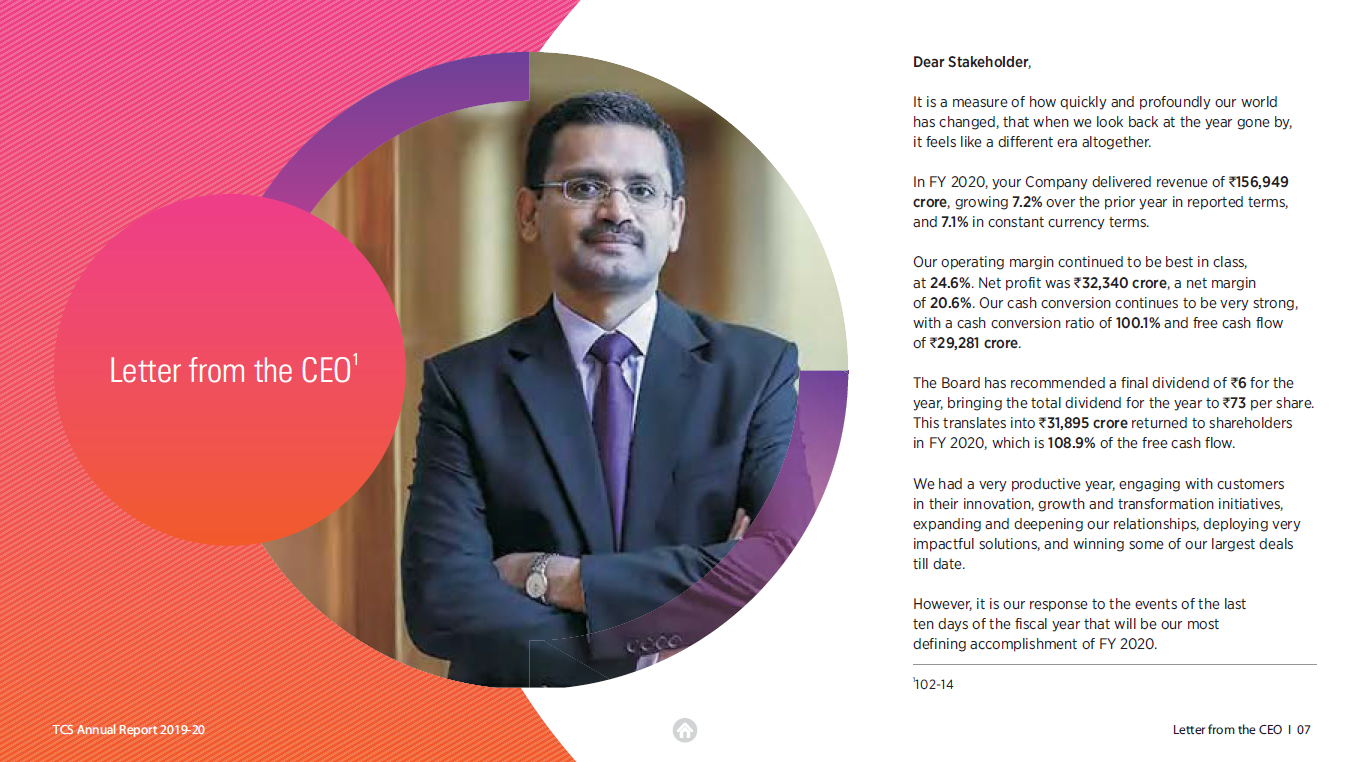 Letter from the CEO¹
Dear Stakeholder,
It is a measure of how quickly and profoundly our world
has changed, that when we look back at the year gone by,
it feels like a different era altogether.
In FY 2020, your Company delivered revenue of ₹156,949
crore, growing 7.2% over the prior year in reported terms,
and 7.1% in constant currency terms.
Our operating margin continued to be best in class,
at 24.6%. Net profit was ₹32,340 crore, a net margin
of 20.6%. Our cash conversion continues to be very strong,
with a cash conversion ratio of 100.1% and free cash flow
of ₹29,281 crore.
The Board has recommended a final dividend of ₹6 for the
year, bringing the total dividend for the year to ₹73 per share.
This translates into ₹31,895 crore returned to shareholders
in FY 2020, which is 108.9% of the free cash flow.
We had a very productive year, engaging with customers
in their innovation, growth and transformation initiatives,
expanding and deepening our relationships, deploying very
impactful solutions, and winning some of our largest deals
till date.
However, it is our response to the events of the last
ten days of the fiscal year that will be our most
defining accomplishment of FY 2020.
¹102-14
TCS Annual Report 2019-20
Letter from the CEO I 07